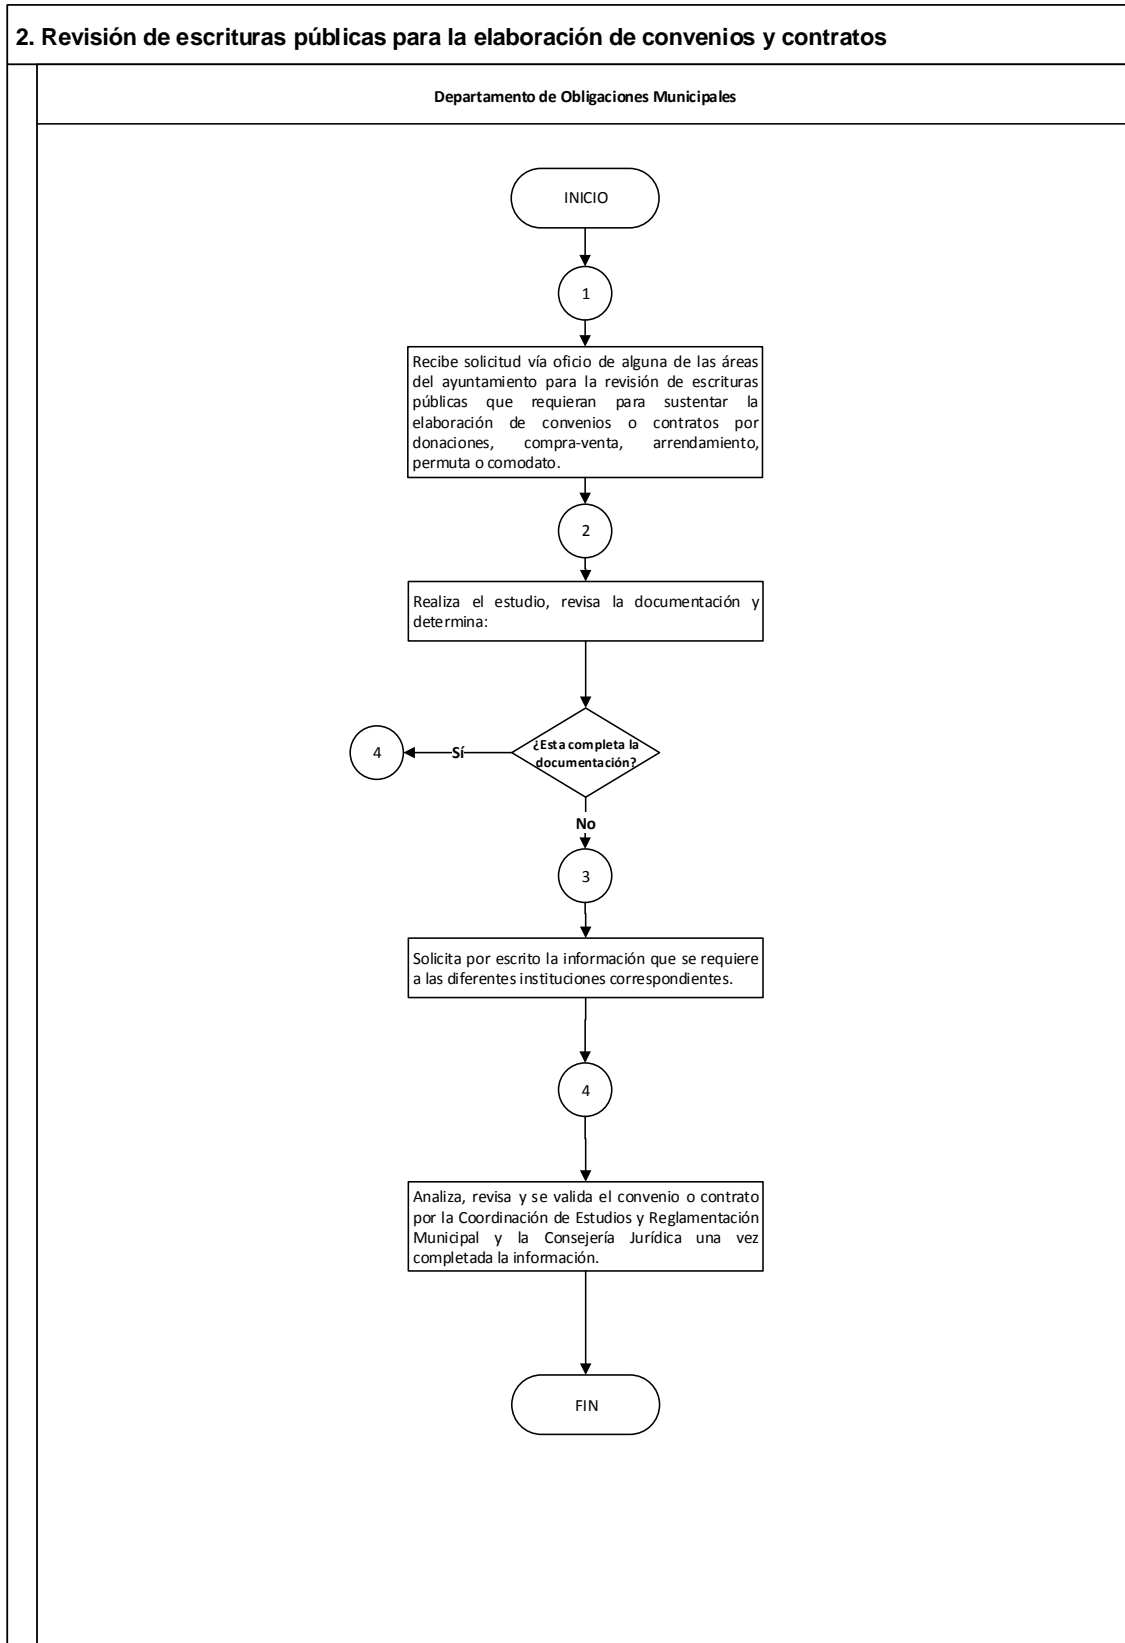 2. Revisión de escrituras públicas para la elaboración de convenios y contratos
Departamento de Obligaciones Municipales
INICIO
1
Recibe solicitud vía oficio de alguna de las áreas
del ayuntamiento para la revisión de escrituras
públicas que requieran para sustentar la
elaboración de convenios o contratos por
donaciones, compra-venta, arrendamiento,
permuta o comodato.
2
Realiza el estudio, revisa la documentación y
determina:
¿Esta completa la
documentación?
Sí
4
No
3
Solicita por escrito la información que se requiere
a las diferentes instituciones correspondientes.
4
Analiza, revisa y se valida el convenio o contrato
por la Coordinación de Estudios y Reglamentación
Municipal y la Consejería Jurídica una vez
completada la información.
FIN